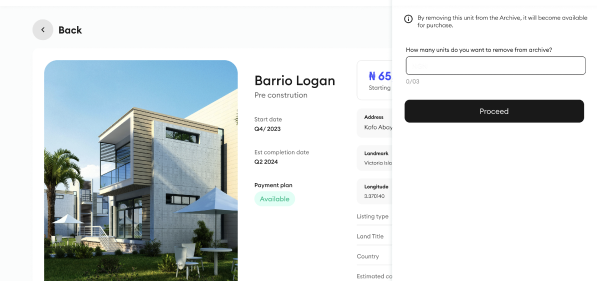 Back
Barrio Logan
Pre constrution
Start date
Q4/ 2023
Est completion date
Q2 2024
Payment plan
Available
₦ 65
Starting
Address
Kofo Abay
Landmark
Victoria Isla
Longitude
3.370140
Listing type
Land Title
Country
Estimated co
By removing this unit from the Archive, it will become available
for purchase.
How many units do you want to remove from archive?
0/03
Proceed